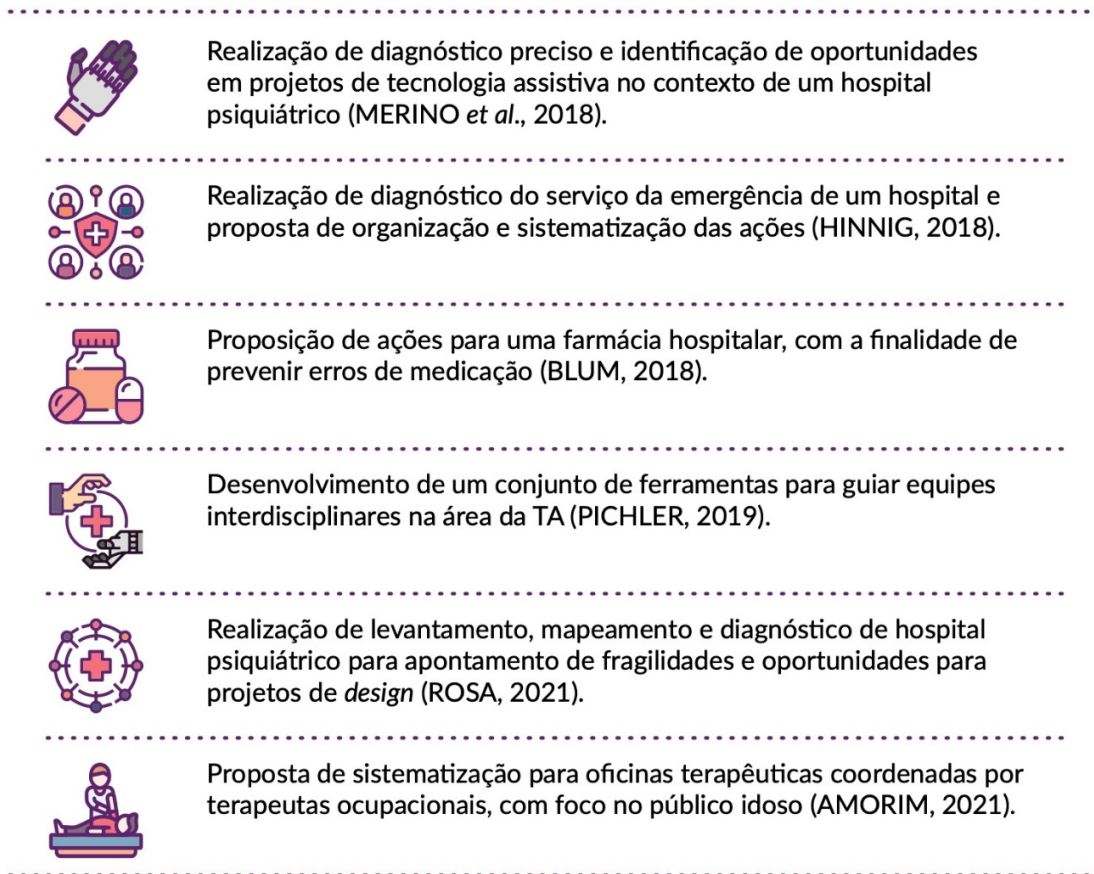 Realização de diagnóstico preciso e identificação de oportunidades
em projetos de tecnologia assistiva no contexto de um hospital
psiquiátrico (MERINO et al., 2018).
Realização de diagnóstico do serviço da emergência de um hospital e
proposta de organização e sistematização das ações (HINNIG, 2018).
Proposição de ações para uma farmácia hospitalar, com a finalidade de
prevenir erros de medicação (BLUM, 2018).
Desenvolvimento de um conjunto de ferramentas para guiar equipes
interdisciplinares na área da TA (PICHLER, 2019).
Realização de levantamento, mapeamento e diagnóstico de hospital
psiquiátrico para apontamento de fragilidades e oportunidades para
projetos de design (ROSA, 2021).
Proposta de sistematização para oficinas terapêuticas coordenadas por
terapeutas ocupacionais, com foco no público idoso (AMORIM, 2021).